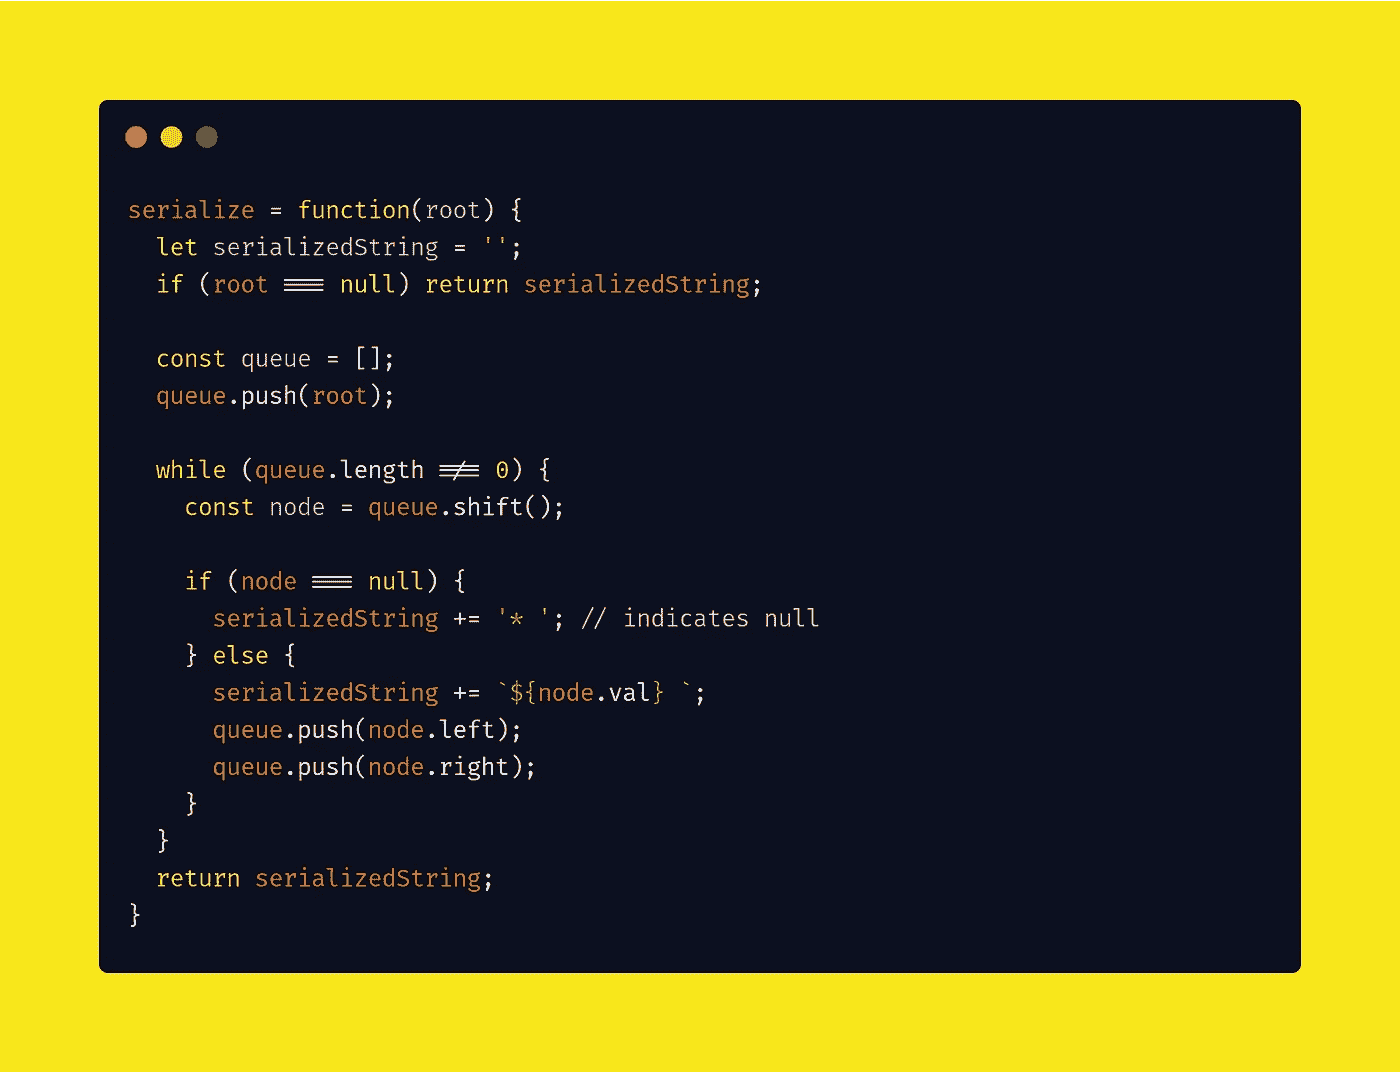 serialize = function(root) {
  let serializedString = '';
  if (root === null) return serializedString;

  const queue = [];
  queue.push(root);

  while (queue.length !== 0) {
    const node = queue.shift();

    if (node === null) {
      serializedString += '* '; // indicates null
    } else {
      serializedString += `${node.val} `;
      queue.push(node.left);
      queue.push(node.right);
    }
  }
  return serializedString;
}